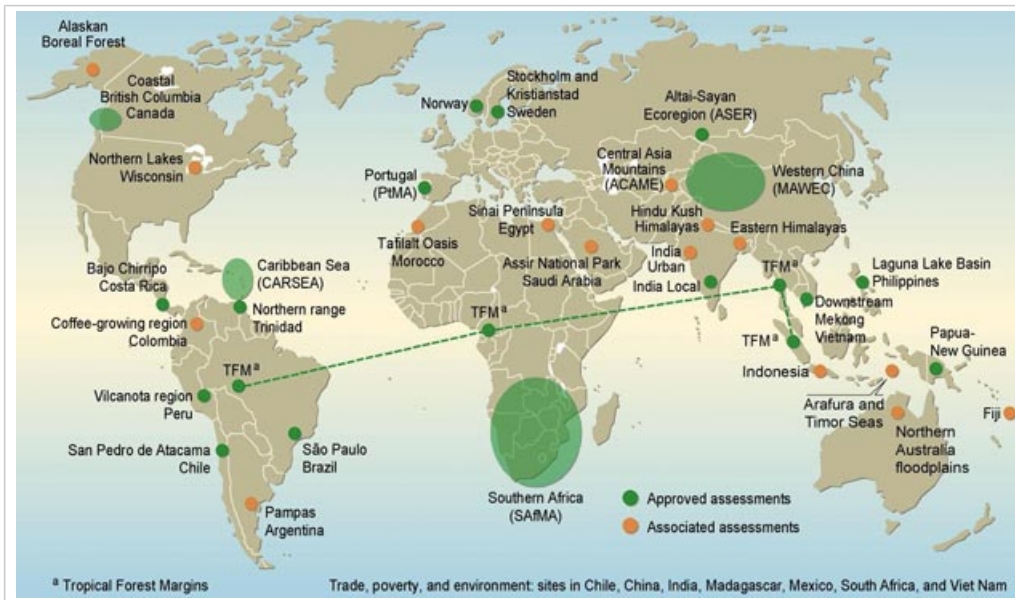 Alaskan
Boreal Forest
Coastal
British Columbia
Canada
Northern Lakes
Wisconsin
Norway
Stockholm and
Kristianstad
Sweden
Altai-Sayan
Ecoregion (ASER)
Portugal
(PtMA)
Central Asia
Mountains
(ACAME)
Western China
(MAWEC)
Tafilalt Oasis
Morocco
Sinai Peninsula
Egypt
Hindu Kush
Himalayas
Eastern Himalayas
Assir National Park
Saudi Arabia
India
Urban
India Local
Bajo Chirripo
Costa Rica
Caribbean Sea
(CARSEA)
Northern range
Trinidad
Coffee-growing region
Colombia
TFM a
TFM a
TFM a
TFM a
Laguna Lake Basin
Philippines
Downstream
Mekong
Vietnam
Papua-
New Guinea
Indonesia
Arafura and
Timor Seas
Northern
Australia
floodplains
Fiji
Vilcanota region
Peru
San Pedro de Atacama
Chile
São Paulo
Brazil
Pampas
Argentina
Southern Africa
(SAfMA)
Approved assessments
Associated assessments
a Tropical Forest Margins
Trade, poverty, and environment: sites in Chile, China, India, Madagascar, Mexico, South Africa, and Viet Nam